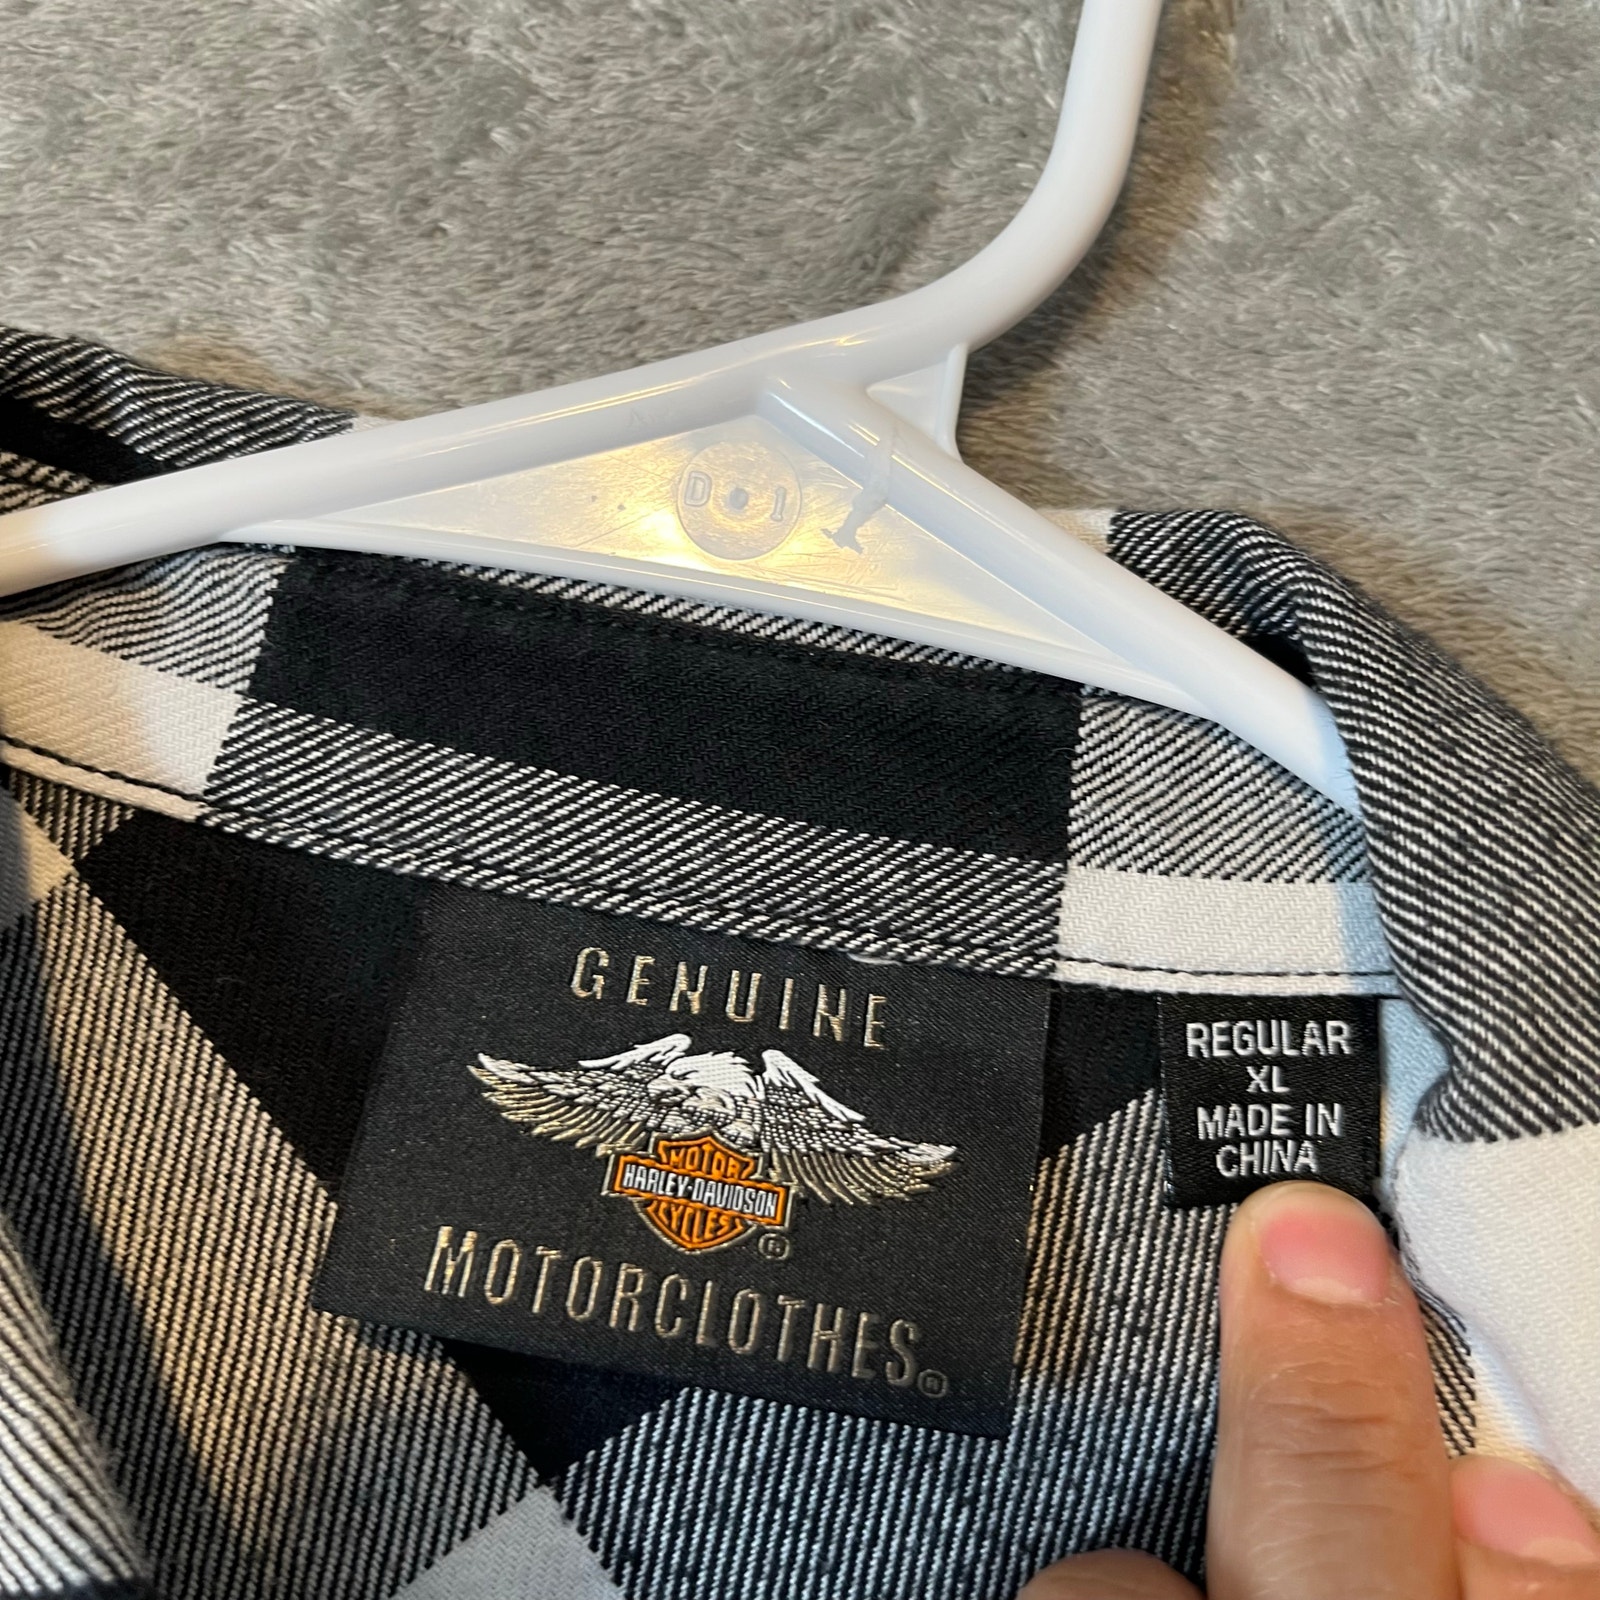 D 1
GENUINE
MOTOR
HARLEY-DAVIDSON
CYCLES
®
MOTORCLOTHES®
REGULAR
XL
MADE IN
CHINA